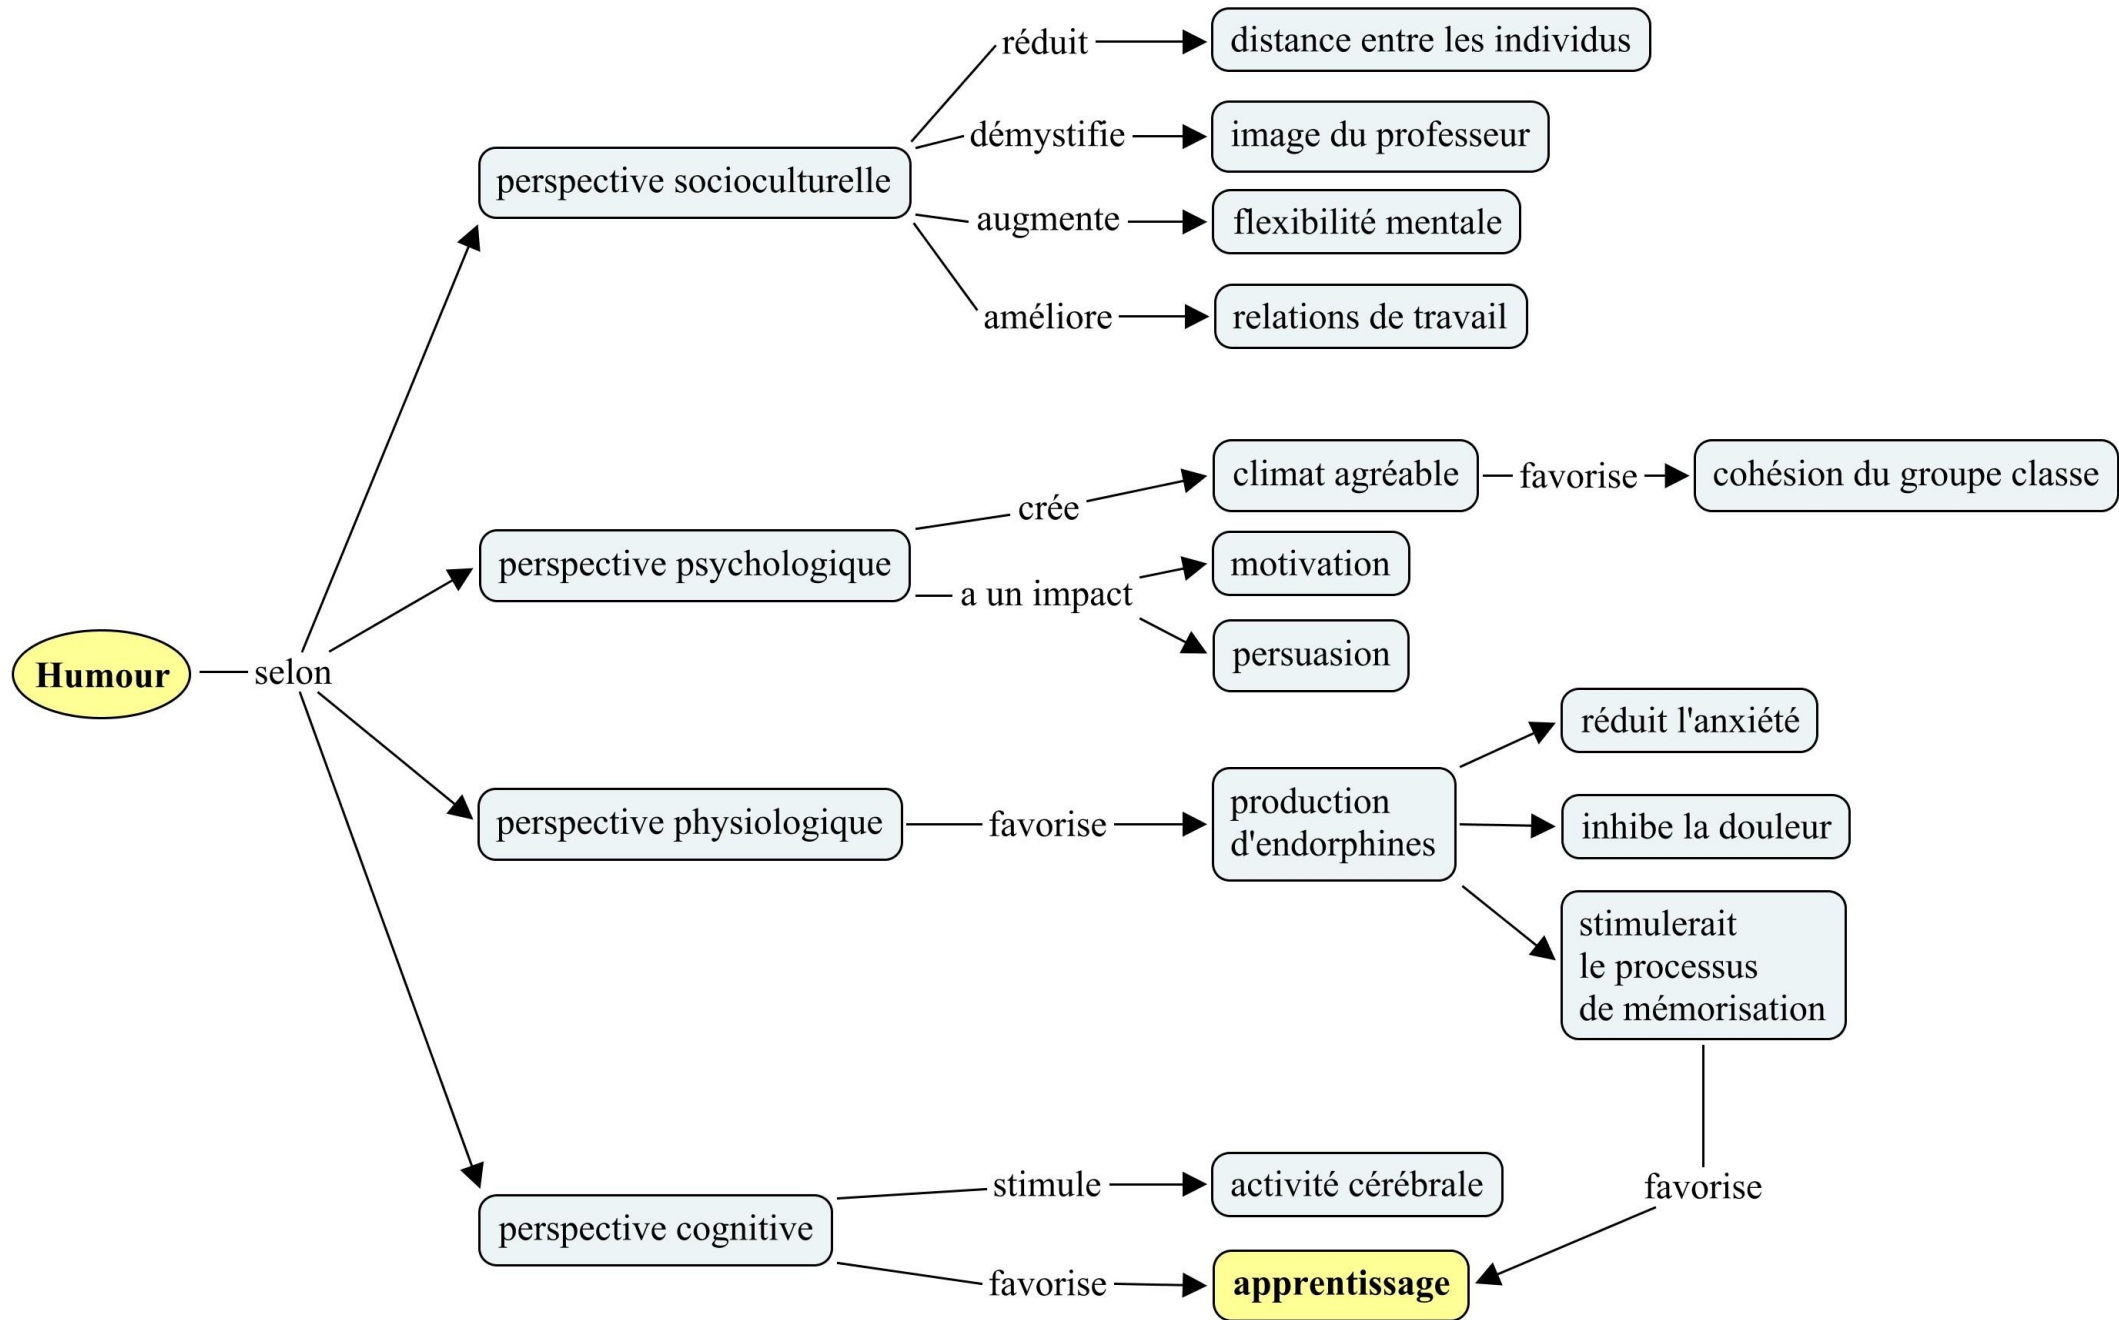 réduit
distance entre les individus
démystifie
image du professeur
perspective socioculturelle
augmente
flexibilité mentale
améliore
relations de travail
climat agréable
favorise
cohésion du groupe classe
crée
perspective psychologique
motivation
a un impact
persuasion
Humour
selon
réduit l'anxiété
perspective physiologique
favorise
production
d'endorphines
inhibe la douleur
stimulerait
le processus
de mémorisation
favorise
stimule
activité cérébrale
perspective cognitive
favorise
apprentissage